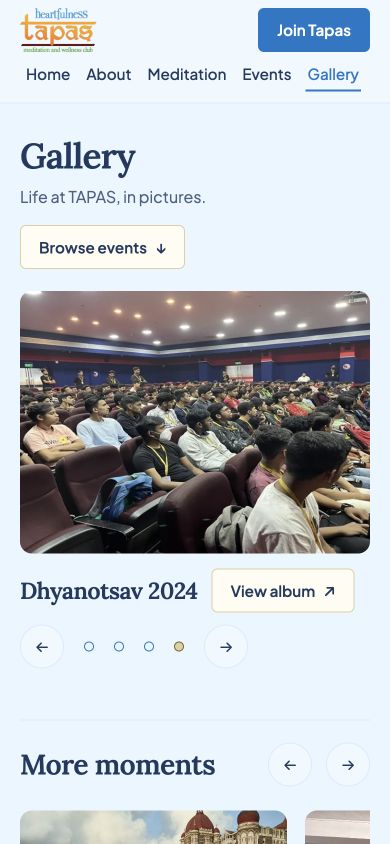 heartfulness
tapas
meditation and wellness club
Join Tapas
Home About Meditation Events Gallery
Gallery
Life at TAPAS, in pictures.
Browse events ↓
Dhyanotsav 2024
View album ↗
← →
More moments
← →